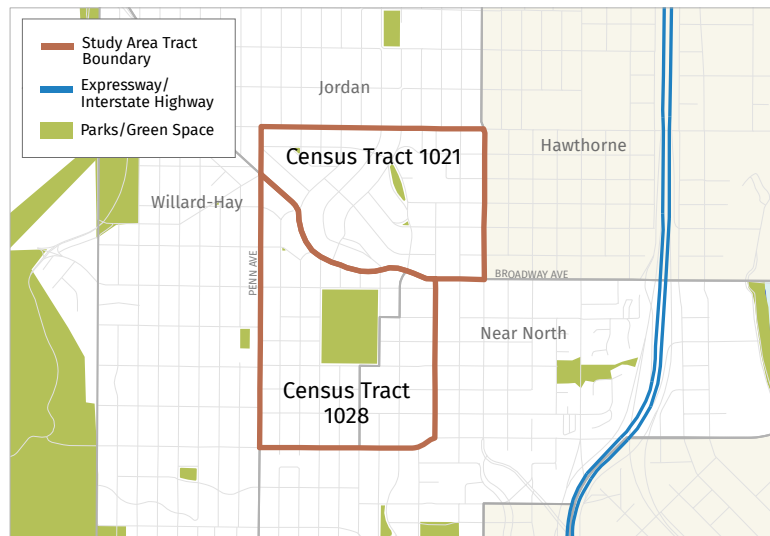 Study Area Tract
Boundary
Expressway/
Interstate Highway
Parks/Green Space
Jordan
Census Tract 1021
Hawthorne
Willard-Hay
PENN AVE
BROADWAY AVE
Near North
Census Tract
1028